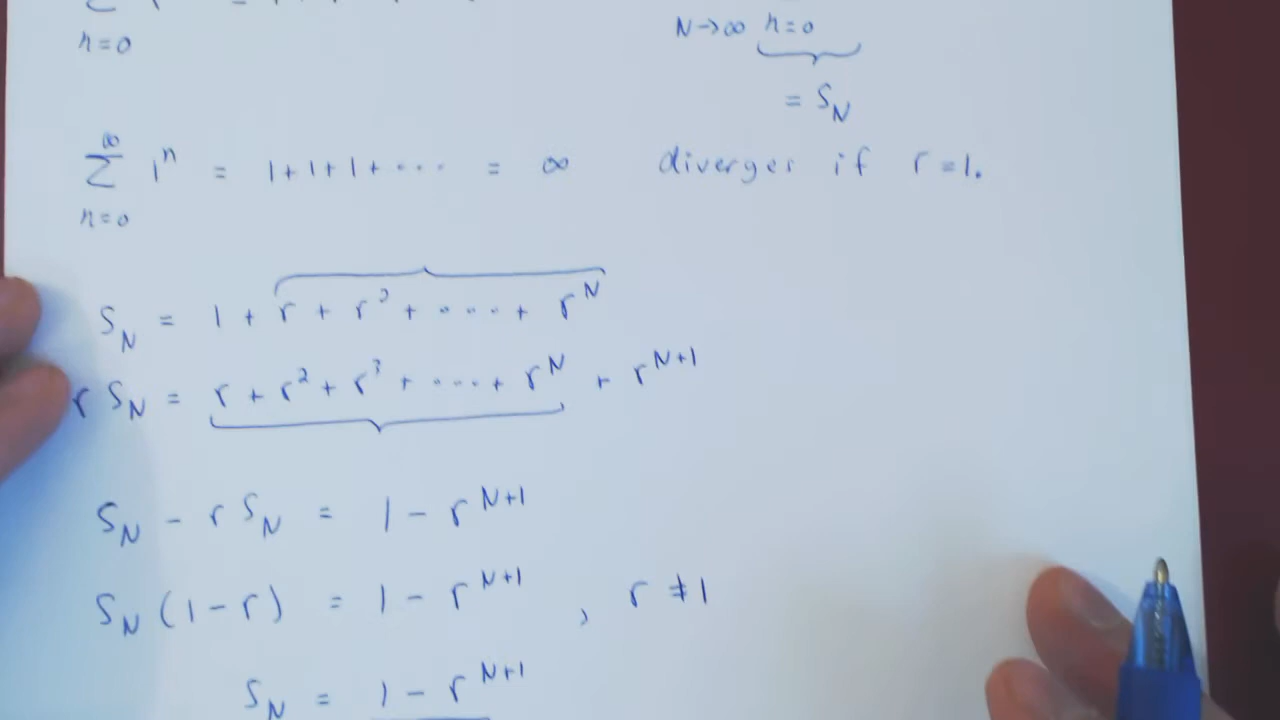 n=0
N→∞ n=0
= S_N
∞
Σ 1^n = 1+1+1+··· = ∞ diverges if r=1.
n=0
S_N = 1 + r + r^2 + ···· + r^N
r S_N = r + r^2 + r^3 + ···· + r^N + r^{N+1}
S_N - r S_N = 1 - r^{N+1}
S_N (1-r) = 1 - r^{N+1} , r ≠ 1
S_N = 1 - r^{N+1}